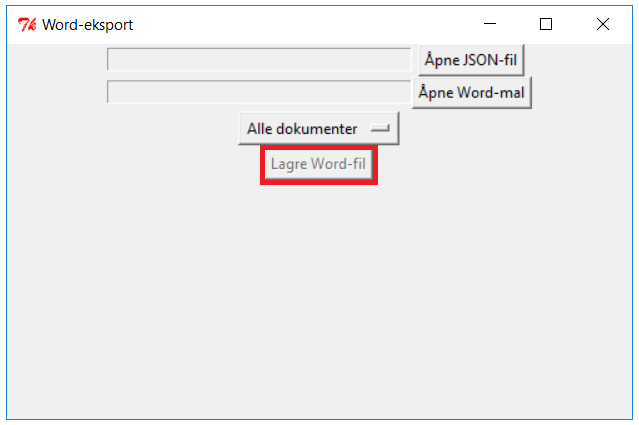 Word-eksport
Åpne JSON-fil
Åpne Word-mal
Alle dokumenter
Lagre Word-fil